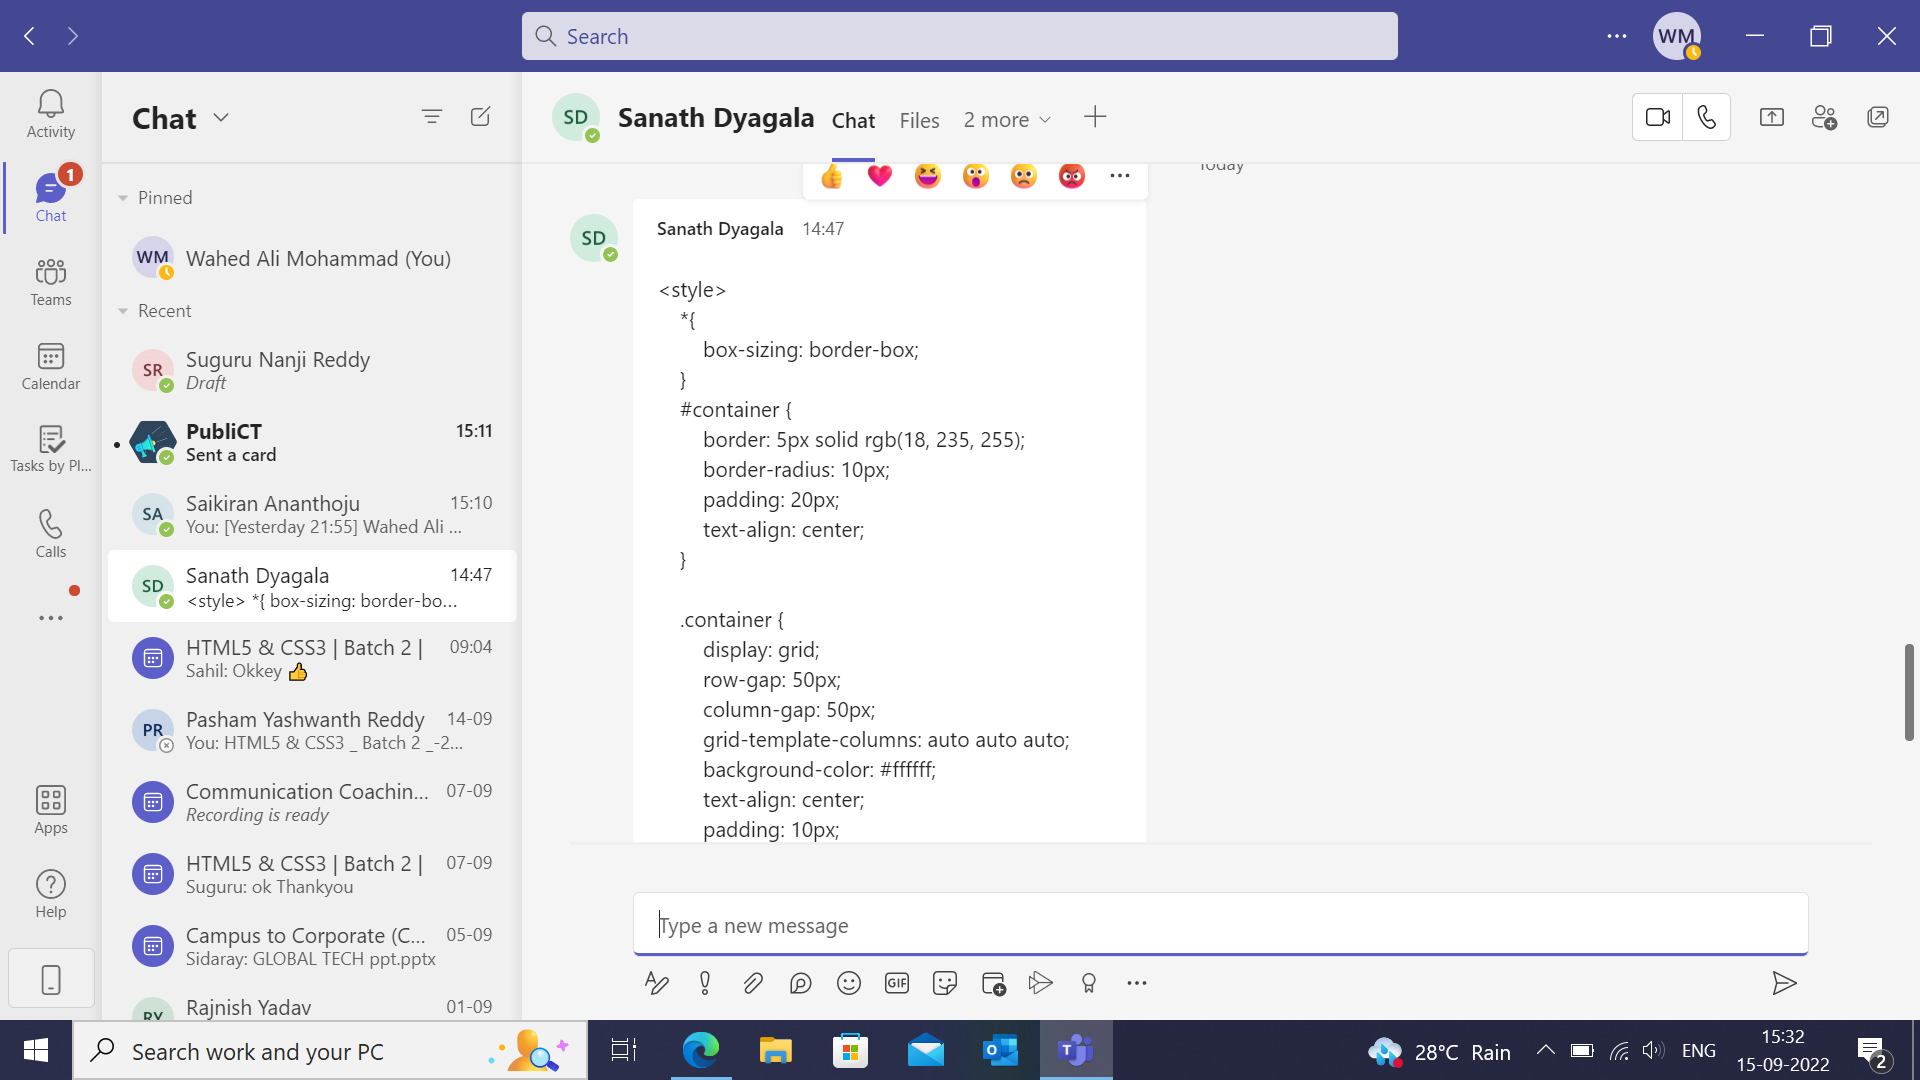 Search
WM
Activity
1
Chat
Teams
Calendar
Tasks by Pl...
Calls
Apps
Help
Chat
Pinned
WM
Wahed Ali Mohammad (You)
Recent
SR
Suguru Nanji Reddy
Draft
PubliCT
15:11
Sent a card
SA
Saikiran Ananthoju
15:10
You: [Yesterday 21:55] Wahed Ali ...
SD
Sanath Dyagala
14:47
<style> *{ box-sizing: border-bo...
HTML5 & CSS3 | Batch 2 |
09:04
Sahil: Okkey 👍
PR
Pasham Yashwanth Reddy
14-09
You: HTML5 & CSS3 _ Batch 2 _-2...
Communication Coachin...
07-09
Recording is ready
HTML5 & CSS3 | Batch 2 |
07-09
Suguru: ok Thankyou
Campus to Corporate (C...
05-09
Sidaray: GLOBAL TECH ppt.pptx
RY
Rajnish Yadav
01-09
SD
Sanath Dyagala
Chat
Files
2 more
Today
SD
Sanath Dyagala 14:47
<style>
*{
box-sizing: border-box;
}
#container {
border: 5px solid rgb(18, 235, 255);
border-radius: 10px;
padding: 20px;
text-align: center;
}
.container {
display: grid;
row-gap: 50px;
column-gap: 50px;
grid-template-columns: auto auto auto;
background-color: #ffffff;
text-align: center;
padding: 10px;
Type a new message
GIF
Search work and your PC
28°C Rain
ENG
15:32
15-09-2022
2